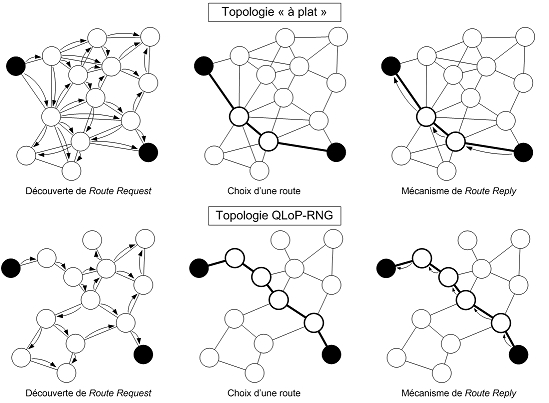 Topologie « à plat »
Découverte de Route Request
Choix d'une route
Mécanisme de Route Reply
Topologie QLoP-RNG
Découverte de Route Request
Choix d'une route
Mécanisme de Route Reply